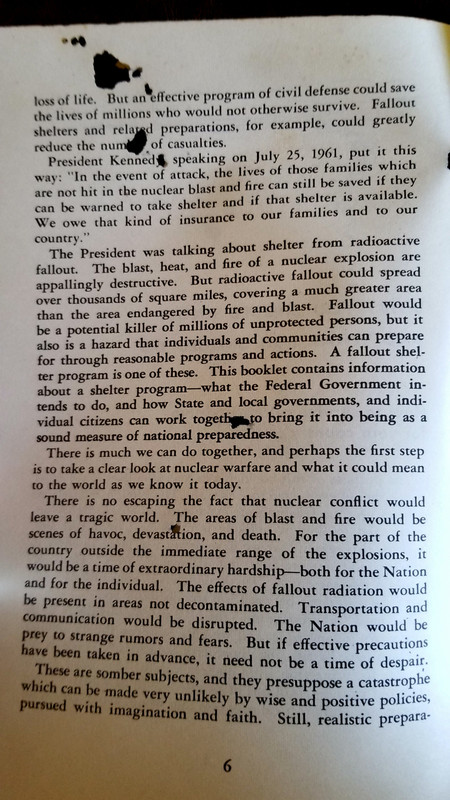 loss of life. But an effective program of civil defense could save
the lives of millions who would not otherwise survive. Fallout
shelters and related preparations, for example, could greatly
reduce the number of casualties.
President Kennedy, speaking on July 25, 1961, put it this
way: "In the event of attack, the lives of those families which
are not hit in the nuclear blast and fire can still be saved if they
can be warned to take shelter and if that shelter is available.
We owe that kind of insurance to our families and to our
country."
The President was talking about shelter from radioactive
fallout. The blast, heat, and fire of a nuclear explosion are
appallingly destructive. But radioactive fallout could spread
over thousands of square miles, covering a much greater area
than the area endangered by fire and blast. Fallout would
be a potential killer of millions of unprotected persons, but it
also is a hazard that individuals and communities can prepare
for through reasonable programs and actions. A fallout shel-
ter program is one of these. This booklet contains information
about a shelter program—what the Federal Government in-
tends to do, and how State and local governments, and indi-
vidual citizens can work together to bring it into being as a
sound measure of national preparedness.
There is much we can do together, and perhaps the first step
is to take a clear look at nuclear warfare and what it could mean
to the world as we know it today.
There is no escaping the fact that nuclear conflict would
leave a tragic world. The areas of blast and fire would be
scenes of havoc, devastation, and death. For the part of the
country outside the immediate range of the explosions, it
would be a time of extraordinary hardship—both for the Nation
and for the individual. The effects of fallout radiation would
be present in areas not decontaminated. Transportation and
communication would be disrupted. The Nation would be
prey to strange rumors and fears. But if effective precautions
have been taken in advance, it need not be a time of despair.
These are somber subjects, and they presuppose a catastrophe
which can be made very unlikely by wise and positive policies,
pursued with imagination and faith. Still, realistic prepara-
6